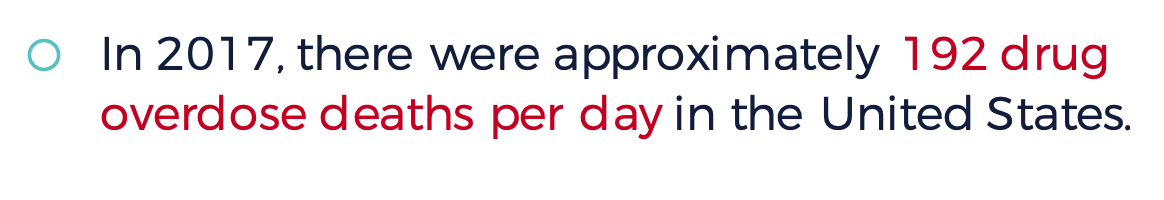 In 2017, there were approximately 192 drug
overdose deaths per day in the United States.